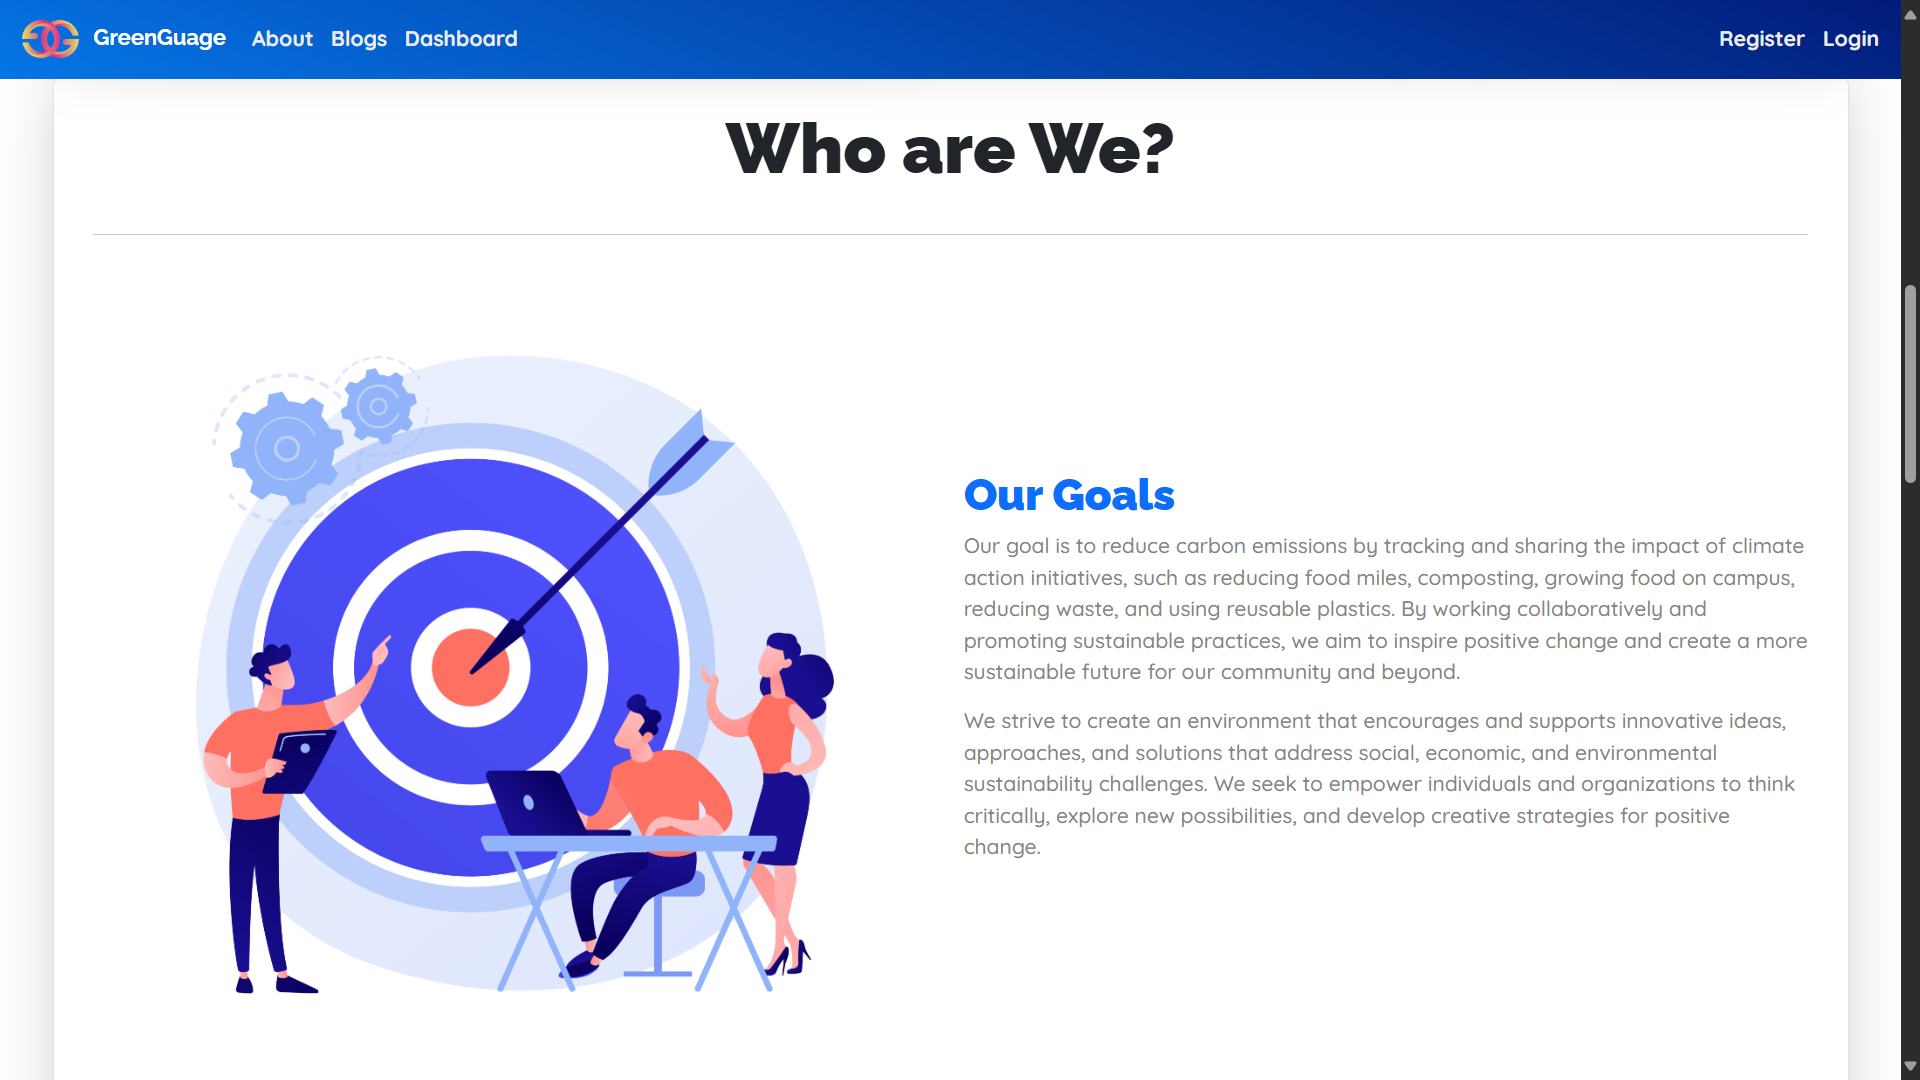 GreenGuage About Blogs Dashboard Register Login
Who are We?
Our Goals
Our goal is to reduce carbon emissions by tracking and sharing the impact of climate
action initiatives, such as reducing food miles, composting, growing food on campus,
reducing waste, and using reusable plastics. By working collaboratively and
promoting sustainable practices, we aim to inspire positive change and create a more
sustainable future for our community and beyond.
We strive to create an environment that encourages and supports innovative ideas,
approaches, and solutions that address social, economic, and environmental
sustainability challenges. We seek to empower individuals and organizations to think
critically, explore new possibilities, and develop creative strategies for positive
change.